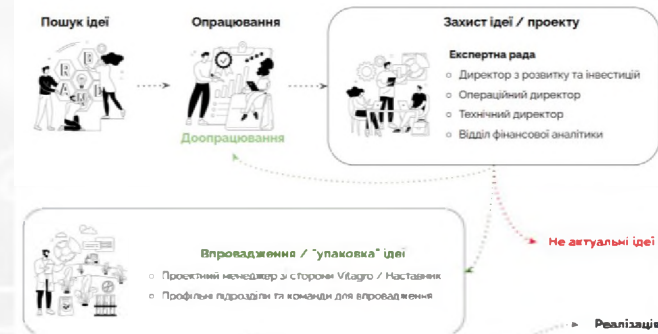 Пошук ідеї
Опрацювання
Захист ідеї / проекту
Експертна рада
Директор з розвитку та інвестицій
Операційний директор
Технічний директор
Відділ фінансової аналітики
Доопрацювання
Впровадження / "упаковка" ідеї
Проектний менеджер зі сторони Vitagro / Наставник
Профільні підрозділи та команди для впровадження
Не актуальні ідеї
Реалізація